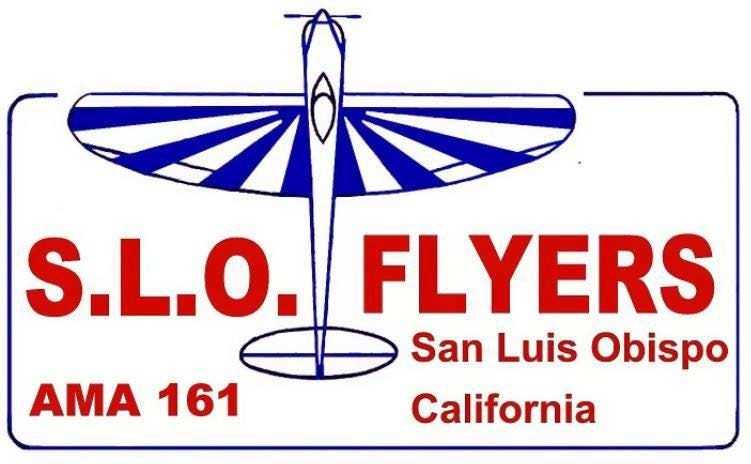 S.L.O. FLYERS
San Luis Obispo
AMA 161
California